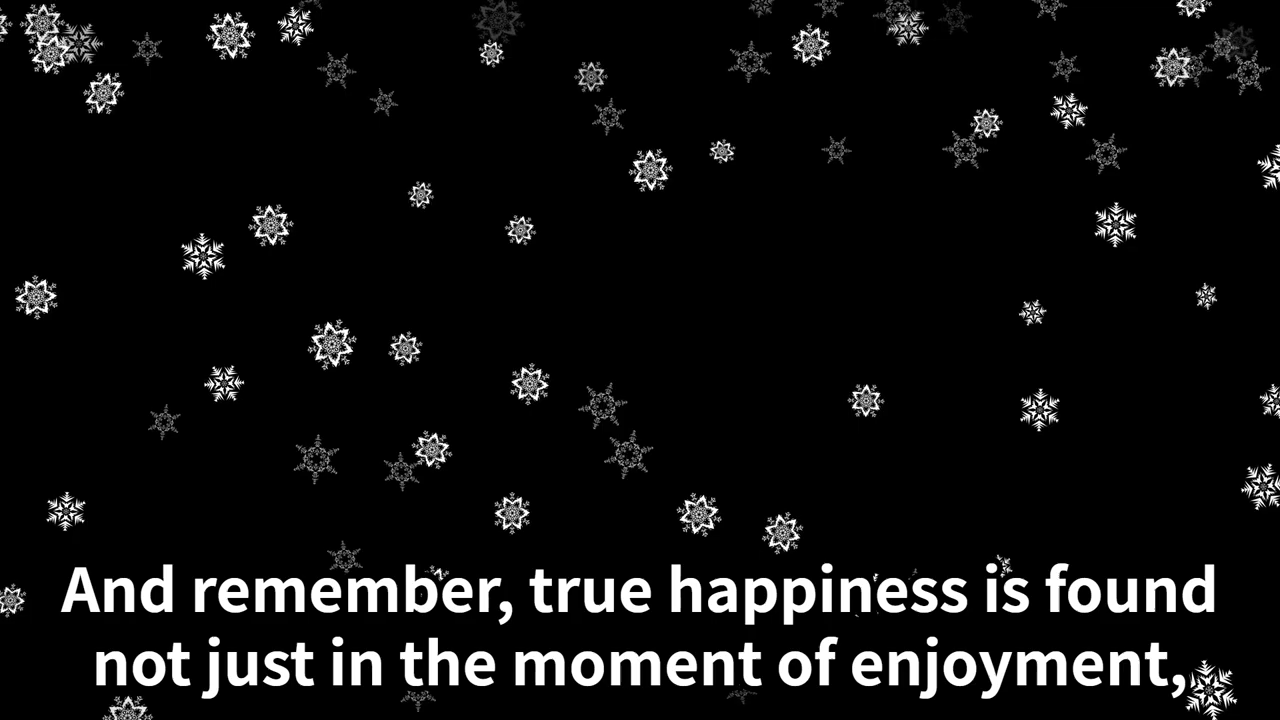 And remember, true happiness is found
not just in the moment of enjoyment,